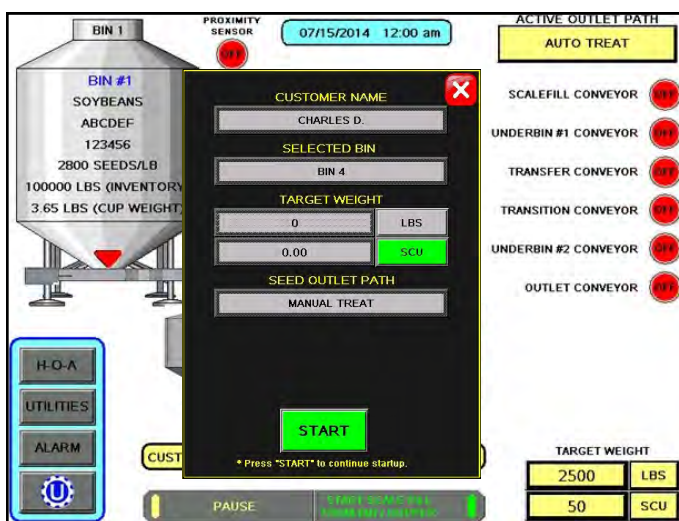 BIN 1
PROXIMITY
SENSOR
OFF
07/15/2014 12:00 am
ACTIVE OUTLET PATH
AUTO TREAT
BIN #1
SOYBEANS
ABCDEF
123456
2800 SEEDS/LB
100000 LBS (INVENTORY
3.65 LBS (CUP WEIGHT)
CUSTOMER NAME
CHARLES D.
SELECTED BIN
BIN 4
TARGET WEIGHT
0 LBS
0.00 SCU
SEED OUTLET PATH
MANUAL TREAT
START
* Press "START" to continue startup.
SCALEFILL CONVEYOR OFF
UNDERBIN #1 CONVEYOR OFF
TRANSFER CONVEYOR OFF
TRANSITION CONVEYOR OFF
UNDERBIN #2 CONVEYOR OFF
OUTLET CONVEYOR OFF
H-O-A
UTILITIES
ALARM
U
CUST
PAUSE
TARGET WEIGHT
2500 LBS
50 SCU